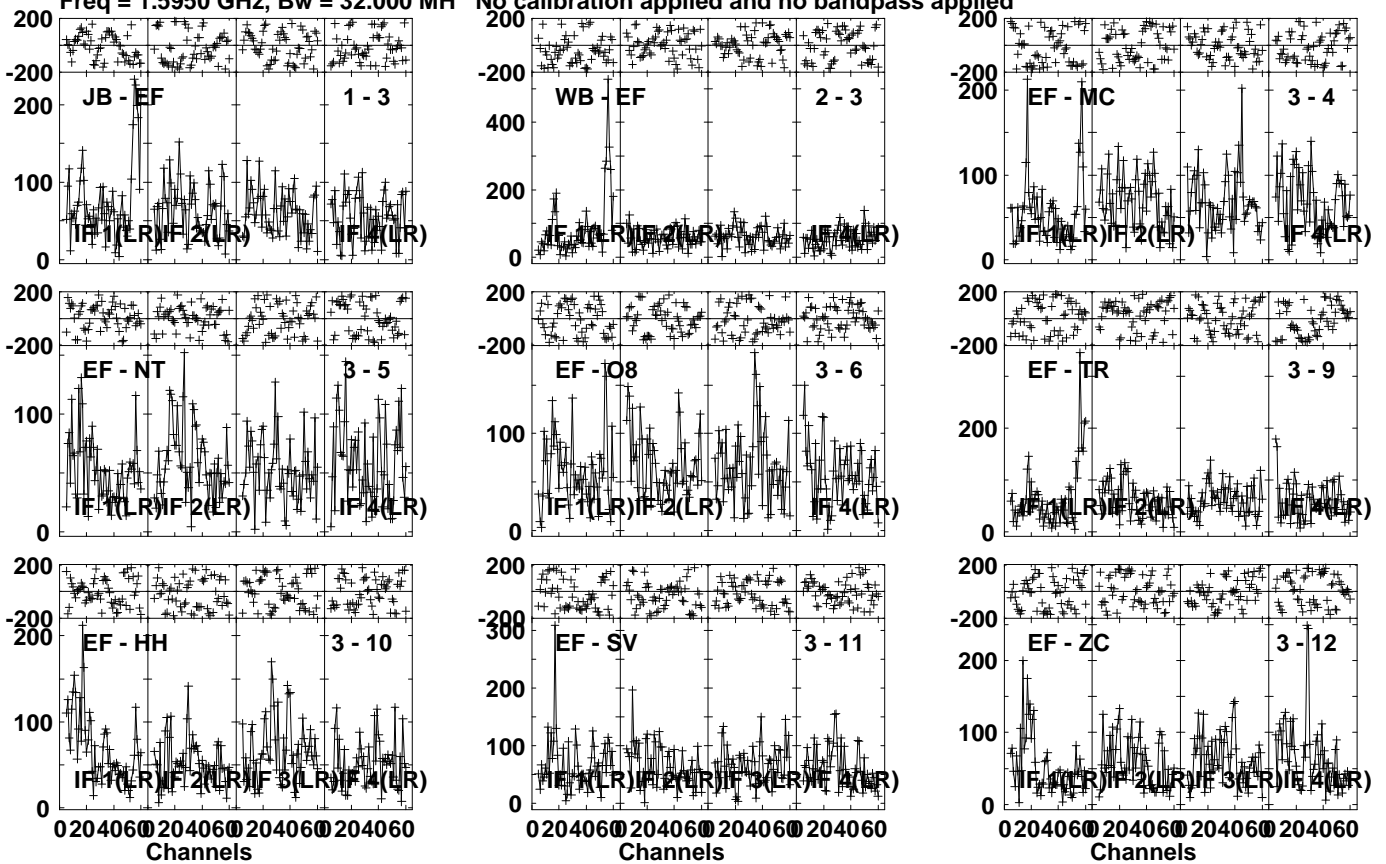 Freq = 1.5950 GHz, Bw = 32.000 MH No calibration applied and no bandpass applied
200
-200
JB - EF 1 - 3
200
100
0
IF 1(LR) IF 2(LR) IF 4(LR)
-200
WB - EF 2 - 3
400
200
0
IF 1(LR) IF 2(LR) IF 4(LR)
200
-200
EF - MC 3 - 4
200
100
0
IF 1(LR) IF 2(LR) IF 4(LR)
200
-200
EF - NT 3 - 5
100
0
IF 1(LR) IF 2(LR) IF 4(LR)
200
-200
EF - O8 3 - 6
100
0
IF 1(LR) IF 2(LR) IF 4(LR)
200
-200
EF - TR 3 - 9
200
0
IF 1(LR) IF 2(LR) IF 4(LR)
200
-200
EF - HH 3 - 10
200
100
0
IF 1(LR) IF 2(LR) IF 3(LR) IF 4(LR)
0 20 40 60 0 20 40 60 0 20 40 60 0 20 40 60
Channels
200
-200
EF - SV 3 - 11
300
200
100
0
IF 1(LR) IF 2(LR) IF 3(LR) IF 4(LR)
0 20 40 60 0 20 40 60 0 20 40 60 0 20 40 60
Channels
200
-200
EF - ZC 3 - 12
200
100
0
IF 1(LR) IF 2(LR) IF 3(LR) IF 4(LR)
0 20 40 60 0 20 40 60 0 20 40 60 0 20 40 60
Channels